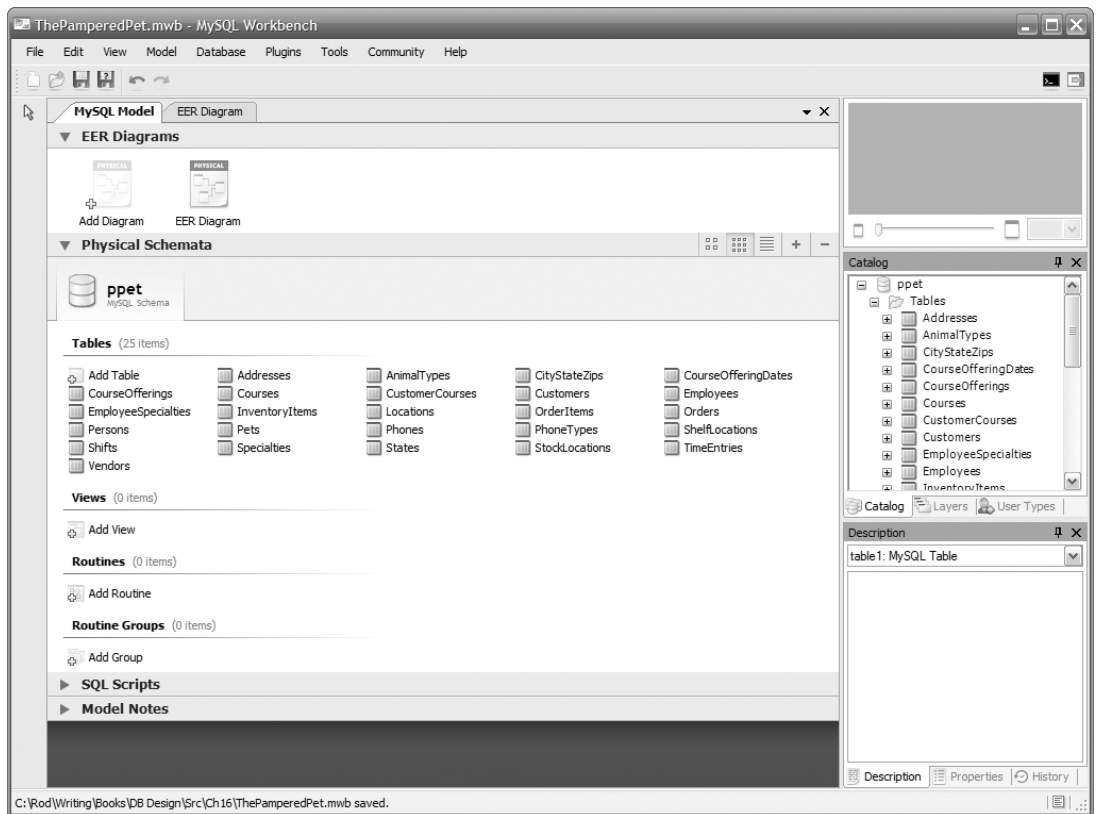 ThePamperedPet.mwb - MySQL Workbench
File Edit View Model Database Plugins Tools Community Help
MySQL Model EER Diagram
EER Diagrams
PHYSICAL PHYSICAL
Add Diagram EER Diagram
Physical Schemata
ppet
MySQL Schema
Tables (25 items)
Add Table Addresses AnimalTypes CityStateZips CourseOfferingDates
CourseOfferings Courses CustomerCourses Customers Employees
EmployeeSpecialties InventoryItems Locations OrderItems Orders
Persons Pets Phones PhoneTypes ShelfLocations
Shifts Specialties States StockLocations TimeEntries
Vendors
Views (0 items)
Add View
Routines (0 items)
Add Routine
Routine Groups (0 items)
Add Group
SQL Scripts
Model Notes
Catalog
ppet
Tables
Addresses
AnimalTypes
CityStateZips
CourseOfferingDates
CourseOfferings
Courses
CustomerCourses
Customers
EmployeeSpecialties
Employees
InventoryItems
Catalog Layers User Types
Description
table1: MySQL Table
Description Properties History
C:\Rod\Writing\Books\DB Design\Src\Ch16\ThePamperedPet.mwb saved.